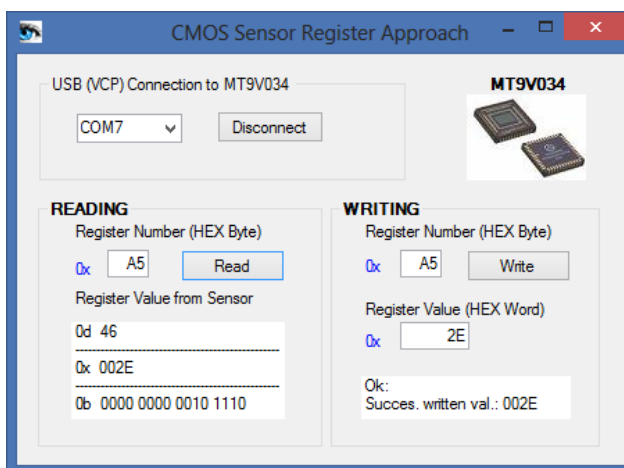 CMOS Sensor Register Approach
USB (VCP) Connection to MT9V034
COM7
Disconnect
MT9V034
READING
Register Number (HEX Byte)
0x A5 Read
Register Value from Sensor
0d 46
0x 002E
0b 0000 0000 0010 1110
WRITING
Register Number (HEX Byte)
0x A5 Write
Register Value (HEX Word)
0x 2E
Ok:
Succes. written val.: 002E